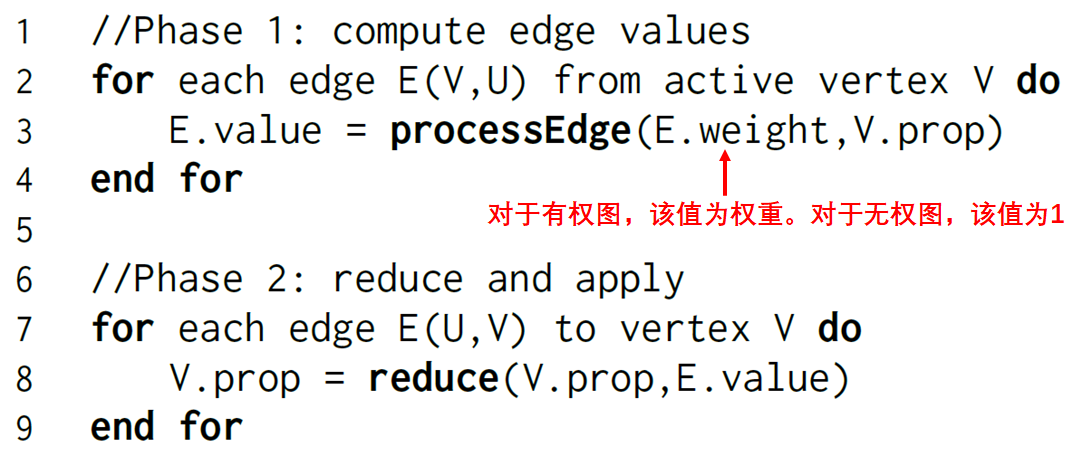 1 //Phase 1: compute edge values
2 for each edge E(V,U) from active vertex V do
3 E.value = processEdge(E.weight,V.prop)
4 end for
对于有权图，该值为权重。对于无权图，该值为1
5
6 //Phase 2: reduce and apply
7 for each edge E(U,V) to vertex V do
8 V.prop = reduce(V.prop,E.value)
9 end for